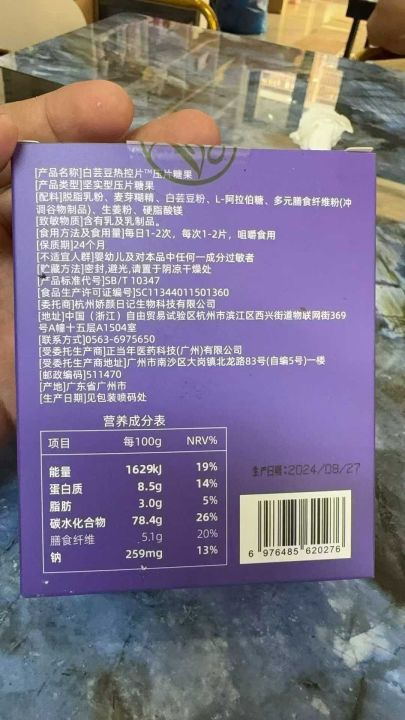 [产品名称]白芸豆热控片™压片糖果
[产品类型]坚实型压片糖果
[配料]脱脂乳粉、麦芽糊精、白芸豆粉、L-阿拉伯糖、多元膳食纤维粉(冲
调谷物制品)、生姜粉、硬脂酸镁
[致敏物质]含有乳及乳制品。
[食用方法及食用量]每日1-2次，每次1-2片，咀嚼食用
[保质期]24个月
[不适宜人群]婴幼儿及对本品中任何一成分过敏者
[贮藏方法]密封,避光,请置于阴凉干燥处
[产品标准代号]SB/T 10347
[食品生产许可证编号]SC11344011501360
[委托商]杭州娇颜日记生物科技有限公司
[地址]中国（浙江）自由贸易试验区杭州市滨江区西兴街道物联网街369
号A幢十五层A1504室
[联系方式]0563-6975650
[受委托生产商]正当年医药科技(广州)有限公司
[受委托生产商地址]广州市南沙区大岗镇北龙路83号(自编5号)一楼
[邮政编码]511470
[产地]广东省广州市
[生产日期]见包装喷码处
营养成分表
项目 每100g NRV%
能量 1629kJ 19%
蛋白质 8.5g 14%
脂肪 3.0g 5%
碳水化合物 78.4g 26%
膳食纤维 5.1g 20%
钠 259mg 13%
生产日期:2024/08/27
6 976485 620276